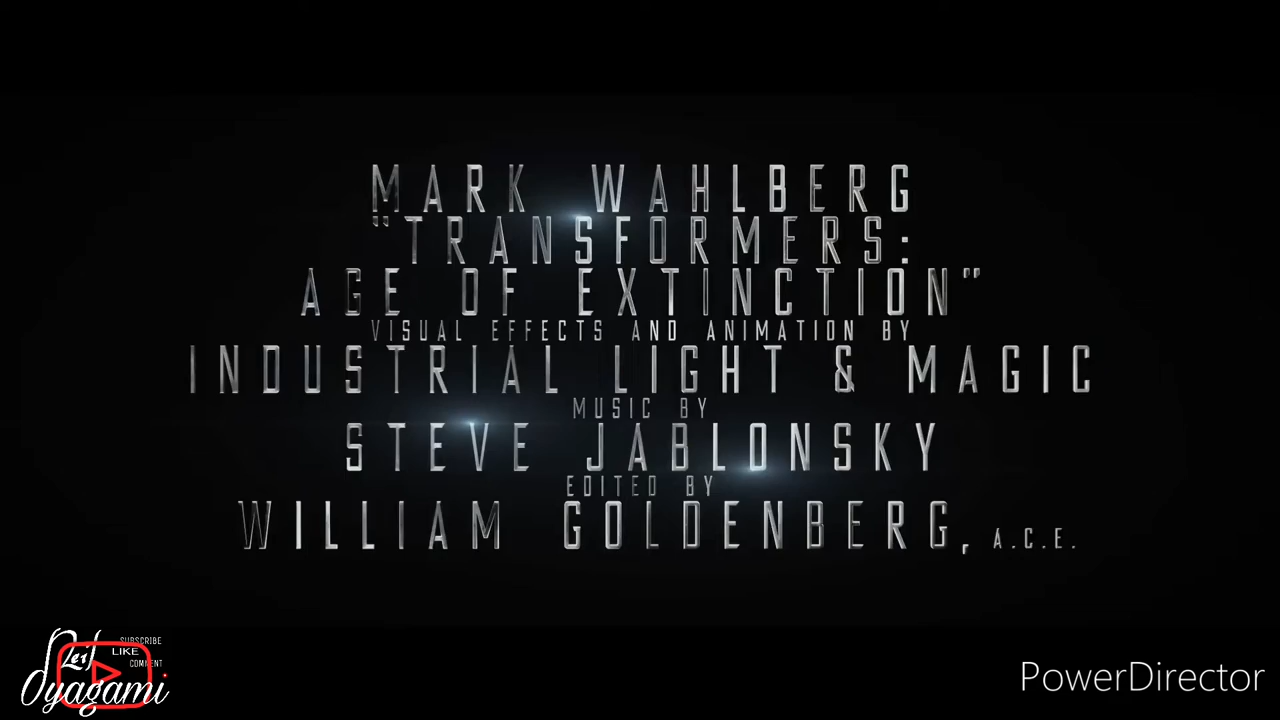 MARK WAHLBERG
"TRANSFORMERS:
AGE OF EXTINCTION"
VISUAL EFFECTS AND ANIMATION BY
INDUSTRIAL LIGHT & MAGIC
MUSIC BY
STEVE JABLONSKY
EDITED BY
WILLIAM GOLDENBERG, A.C.E.
SUBSCRIBE
LIKE
COMMENT
Oyagami
PowerDirector